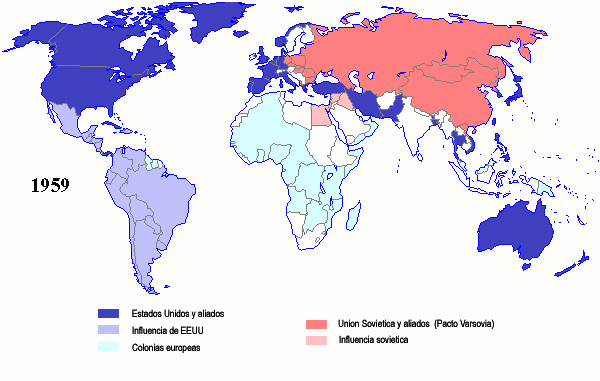 1959
Estados Unidos y aliados
Influencia de EEUU
Colonias europeas
Union Sovietica y aliados (Pacto Varsovia)
Influencia sovietica